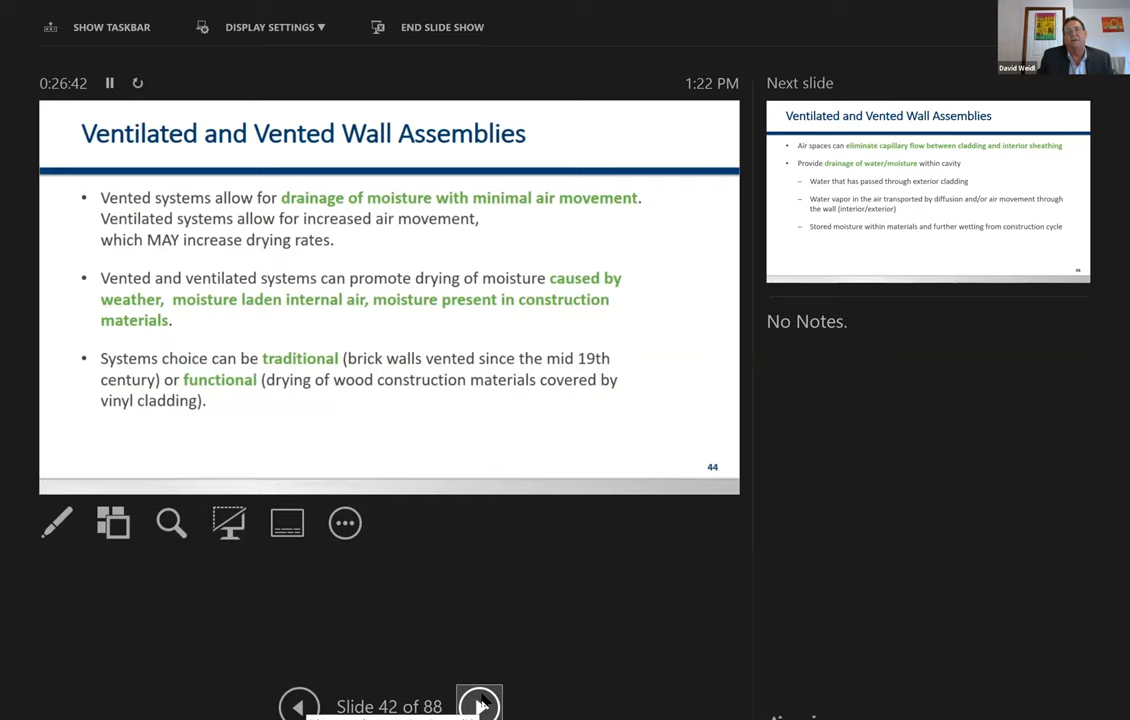 SHOW TASKBAR
DISPLAY SETTINGS ▼
END SLIDE SHOW
David Weidl
0:26:42
1:22 PM
Next slide
Ventilated and Vented Wall Assemblies
• Vented systems allow for drainage of moisture with minimal air movement.
Ventilated systems allow for increased air movement,
which MAY increase drying rates.
• Vented and ventilated systems can promote drying of moisture caused by
weather, moisture laden internal air, moisture present in construction
materials.
• Systems choice can be traditional (brick walls vented since the mid 19th
century) or functional (drying of wood construction materials covered by
vinyl cladding).
44
Ventilated and Vented Wall Assemblies
• Air spaces can eliminate capillary flow between cladding and interior sheathing
• Provide drainage of water/moisture within cavity
– Water that has passed through exterior cladding
– Water vapor in the air transported by diffusion and/or air movement through
the wall (interior/exterior)
– Stored moisture within materials and further wetting from construction cycle
No Notes.
Slide 42 of 88